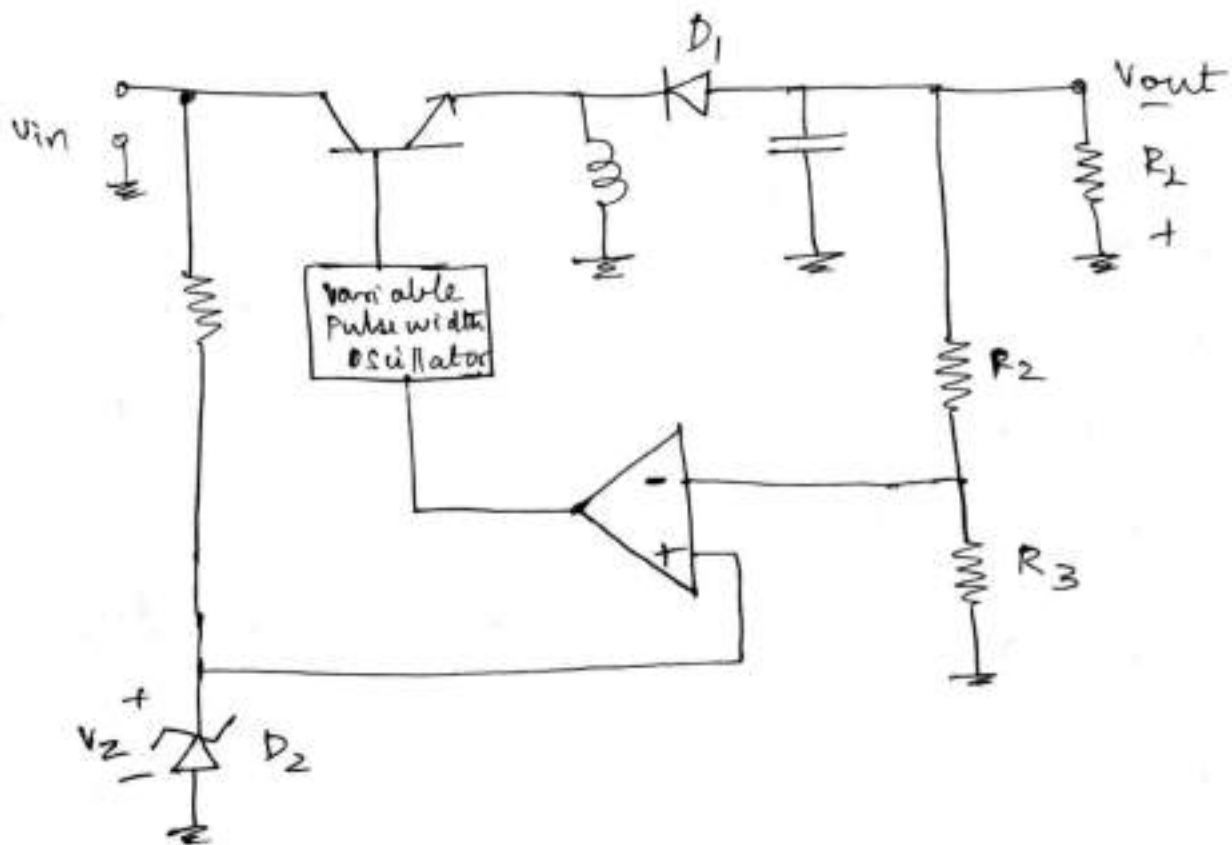 D1
Vout
-
Vin
RL
+
Variable
Pulse width
Oscillator
R2
-
+
R3
+
Vz
-
D2